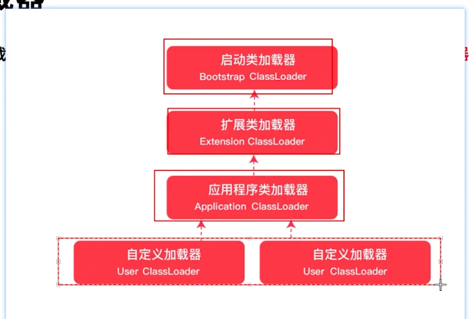 启动类加载器
Bootstrap ClassLoader
扩展类加载器
Extension ClassLoader
应用程序类加载器
Application ClassLoader
自定义加载器
User ClassLoader
自定义加载器
User ClassLoader